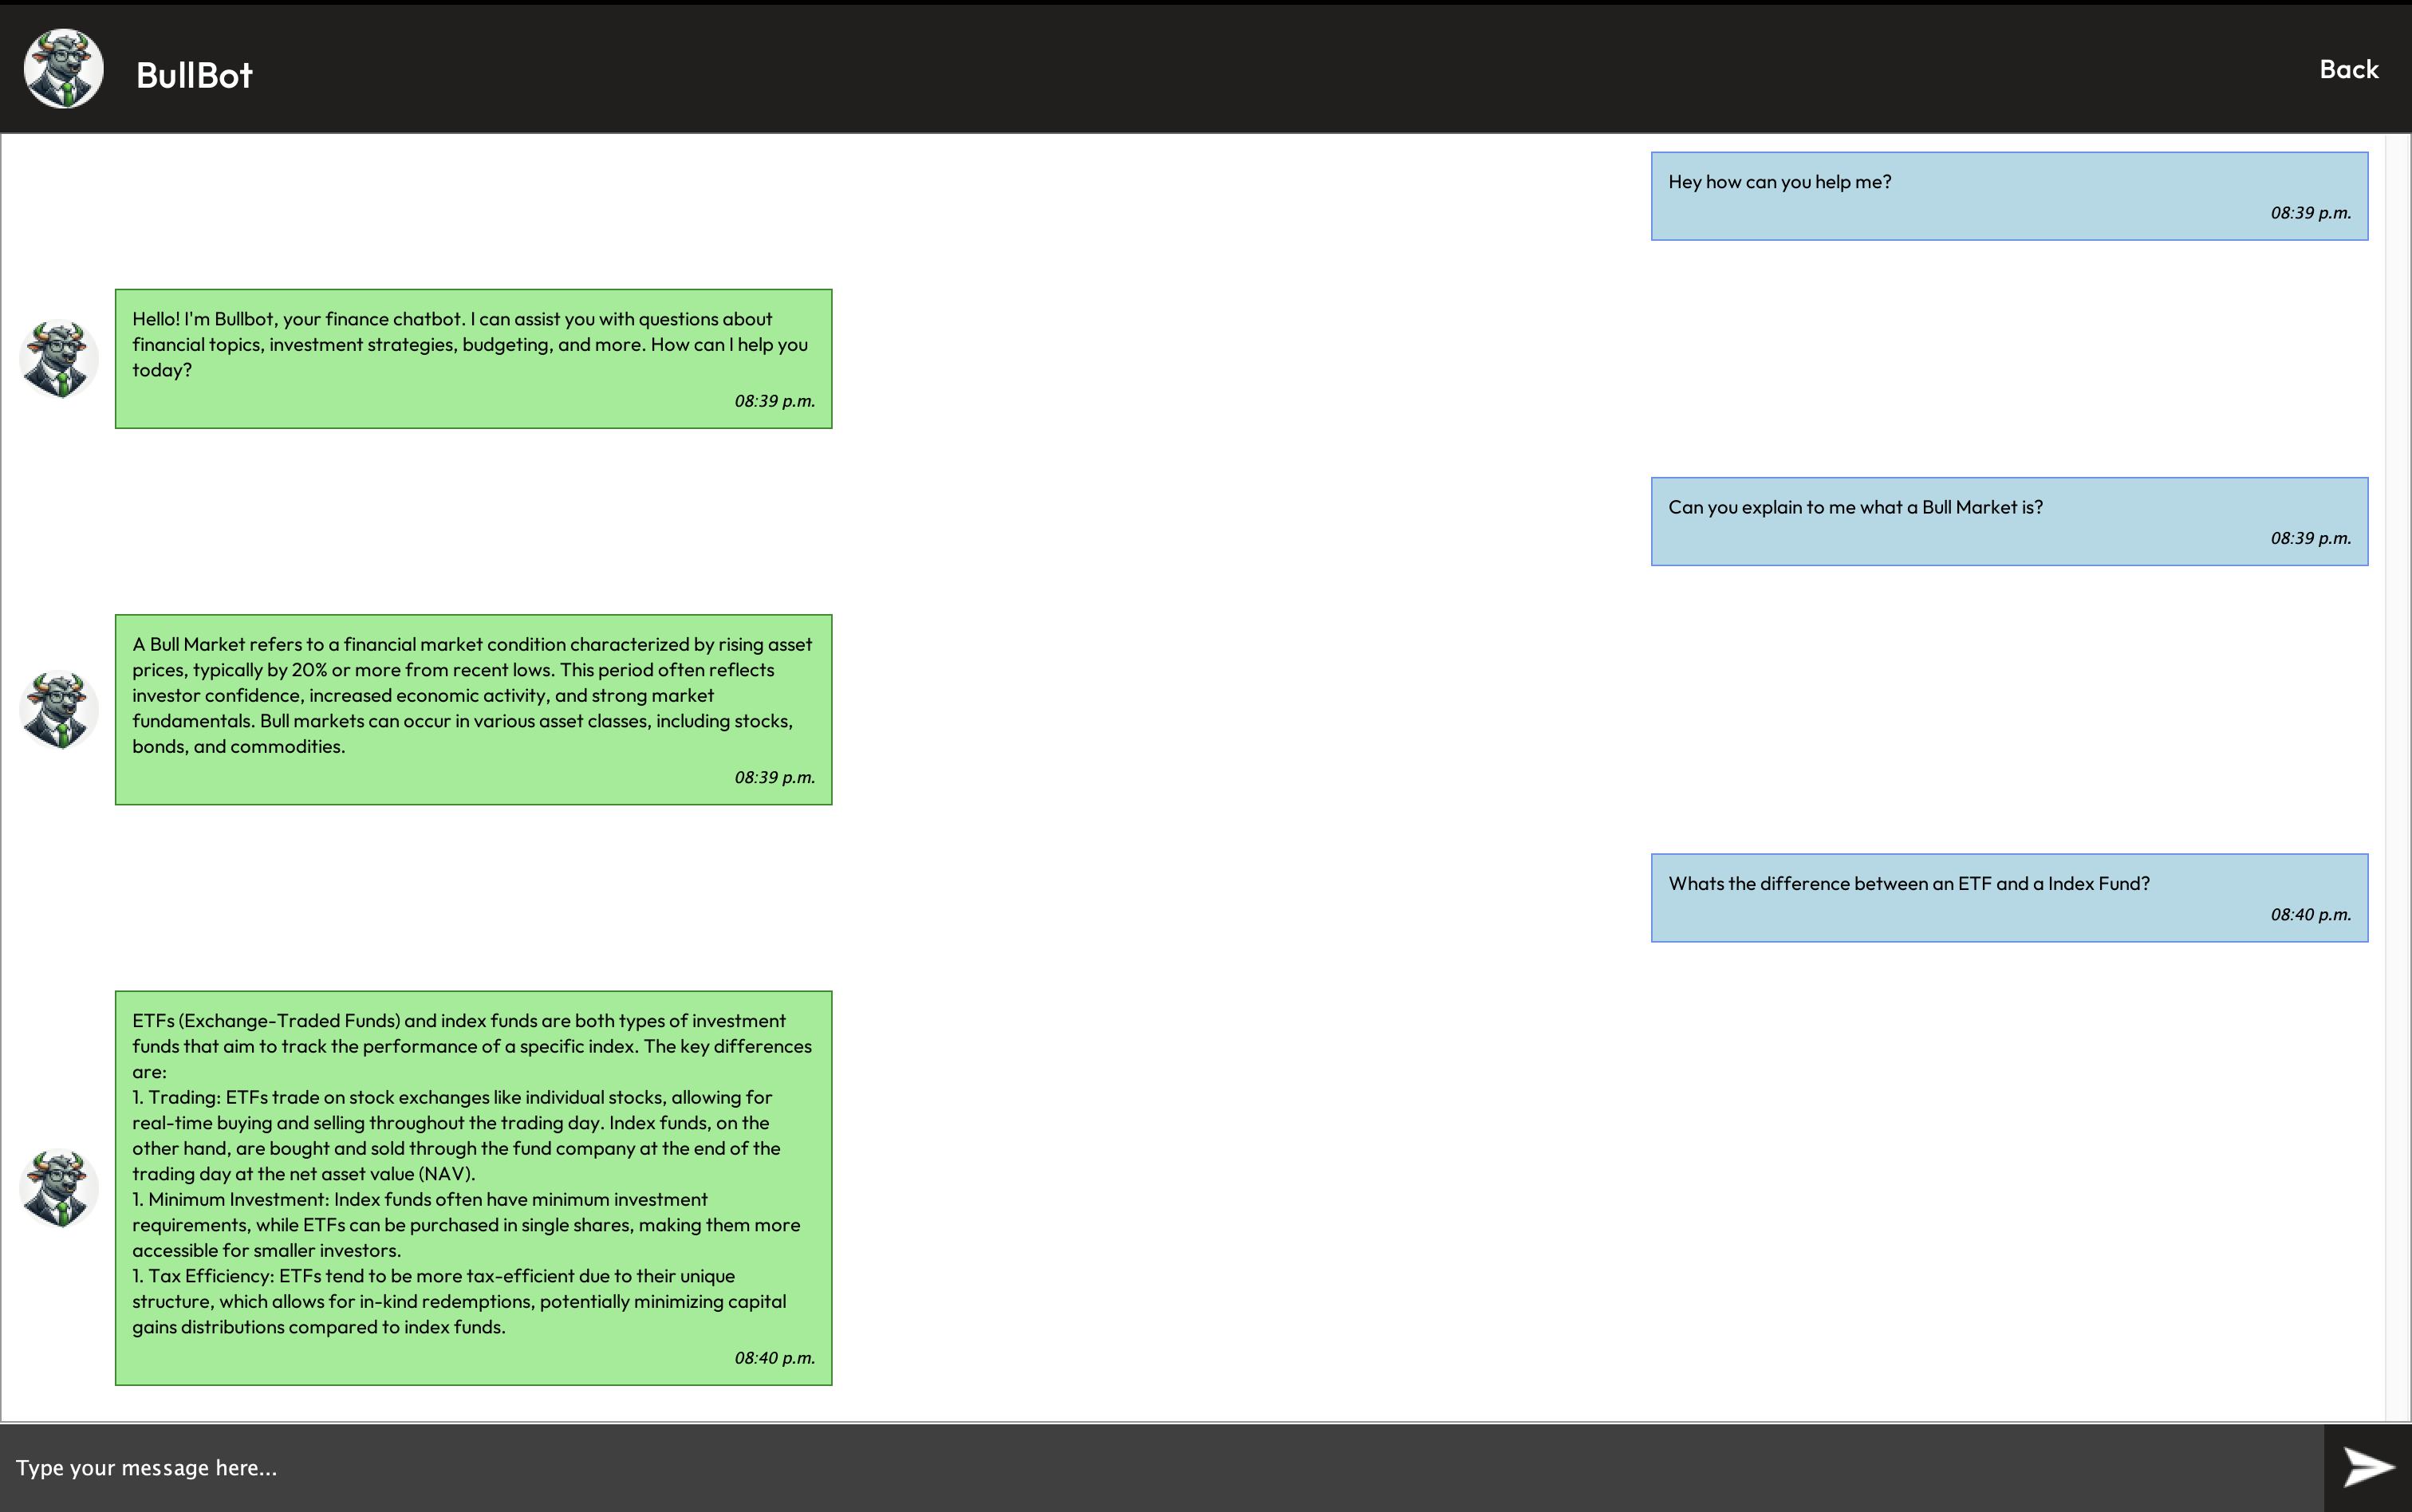 BullBot
Back
Hey how can you help me?
08:39 p.m.
Hello! I'm Bullbot, your finance chatbot. I can assist you with questions about
financial topics, investment strategies, budgeting, and more. How can I help you
today?
08:39 p.m.
Can you explain to me what a Bull Market is?
08:39 p.m.
A Bull Market refers to a financial market condition characterized by rising asset
prices, typically by 20% or more from recent lows. This period often reflects
investor confidence, increased economic activity, and strong market
fundamentals. Bull markets can occur in various asset classes, including stocks,
bonds, and commodities.
08:39 p.m.
Whats the difference between an ETF and a Index Fund?
08:40 p.m.
ETFs (Exchange-Traded Funds) and index funds are both types of investment
funds that aim to track the performance of a specific index. The key differences
are:
1. Trading: ETFs trade on stock exchanges like individual stocks, allowing for
real-time buying and selling throughout the trading day. Index funds, on the
other hand, are bought and sold through the fund company at the end of the
trading day at the net asset value (NAV).
1. Minimum Investment: Index funds often have minimum investment
requirements, while ETFs can be purchased in single shares, making them more
accessible for smaller investors.
1. Tax Efficiency: ETFs tend to be more tax-efficient due to their unique
structure, which allows for in-kind redemptions, potentially minimizing capital
gains distributions compared to index funds.
08:40 p.m.
Type your message here...